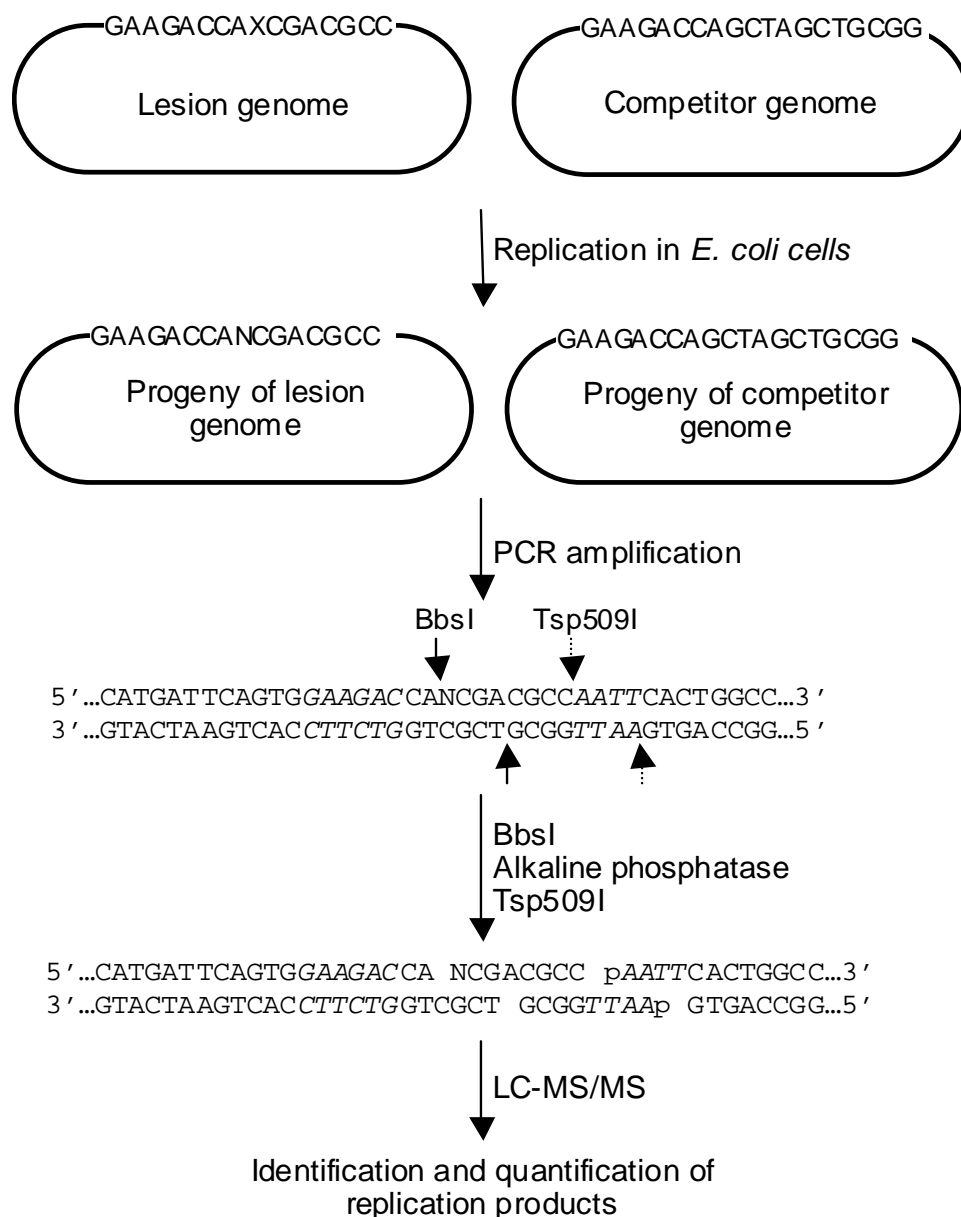 GAAGACCAXCGACGCC
GAAGACCAGCTAGCTGCGG
Lesion genome
Competitor genome
Replication in E. coli cells
GAAGACCANCGACGCC
GAAGACCAGCTAGCTGCGG
Progeny of lesion
genome
Progeny of competitor
genome
PCR amplification
BbsI
Tsp509I
5′…CATGATTCAGTGGAAGACCANCGACGCCAATTCACTGGCC…3′
3′…GTACTAAGTCACCTTCTGGTCGCTGCGGTTAAGTGACCGG…5′
BbsI
Alkaline phosphatase
Tsp509I
5′…CATGATTCAGTGGAAGACCA NCGACGCC pAATTCACTGGCC…3′
3′…GTACTAAGTCACCTTCTGGTCGCT GCGGTTAAp GTGACCGG…5′
LC-MS/MS
Identification and quantification of
replication products